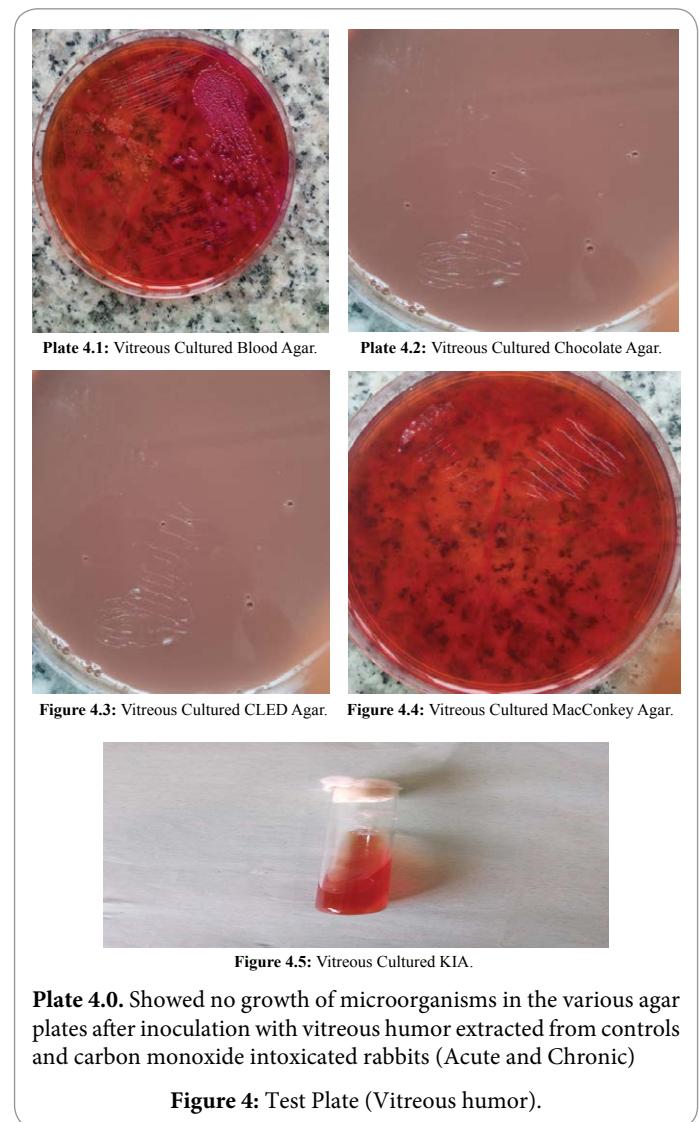 Plate 4.1: Vitreous Cultured Blood Agar.
Plate 4.2: Vitreous Cultured Chocolate Agar.
Figure 4.3: Vitreous Cultured CLED Agar.
Figure 4.4: Vitreous Cultured MacConkey Agar.
Figure 4.5: Vitreous Cultured KIA.
Plate 4.0. Showed no growth of microorganisms in the various agar
plates after inoculation with vitreous humor extracted from controls
and carbon monoxide intoxicated rabbits (Acute and Chronic)
Figure 4: Test Plate (Vitreous humor).